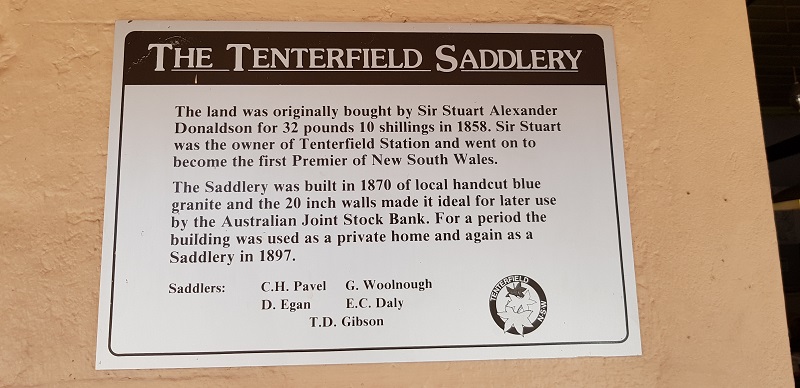 THE TENTERFIELD SADDLERY
The land was originally bought by Sir Stuart Alexander
Donaldson for 32 pounds 10 shillings in 1858. Sir Stuart
was the owner of Tenterfield Station and went on to
become the first Premier of New South Wales.
The Saddlery was built in 1870 of local handcut blue
granite and the 20 inch walls made it ideal for later use
by the Australian Joint Stock Bank. For a period the
building was used as a private home and again as a
Saddlery in 1897.
Saddlers: C.H. Pavel G. Woolnough
D. Egan E.C. Daly
T.D. Gibson
TENTERFIELD
N·S·W